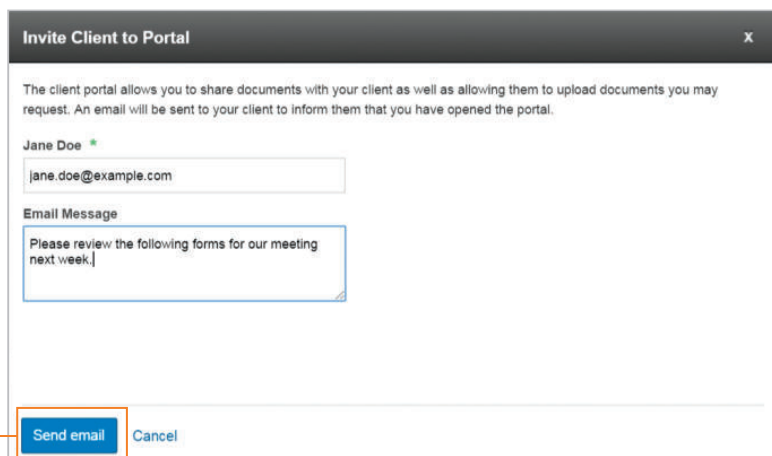 Invite Client to Portal x
The client portal allows you to share documents with your client as well as allowing them to upload documents you may
request. An email will be sent to your client to inform them that you have opened the portal.
Jane Doe *
jane.doe@example.com
Email Message
Please review the following forms for our meeting
next week.
Send email Cancel